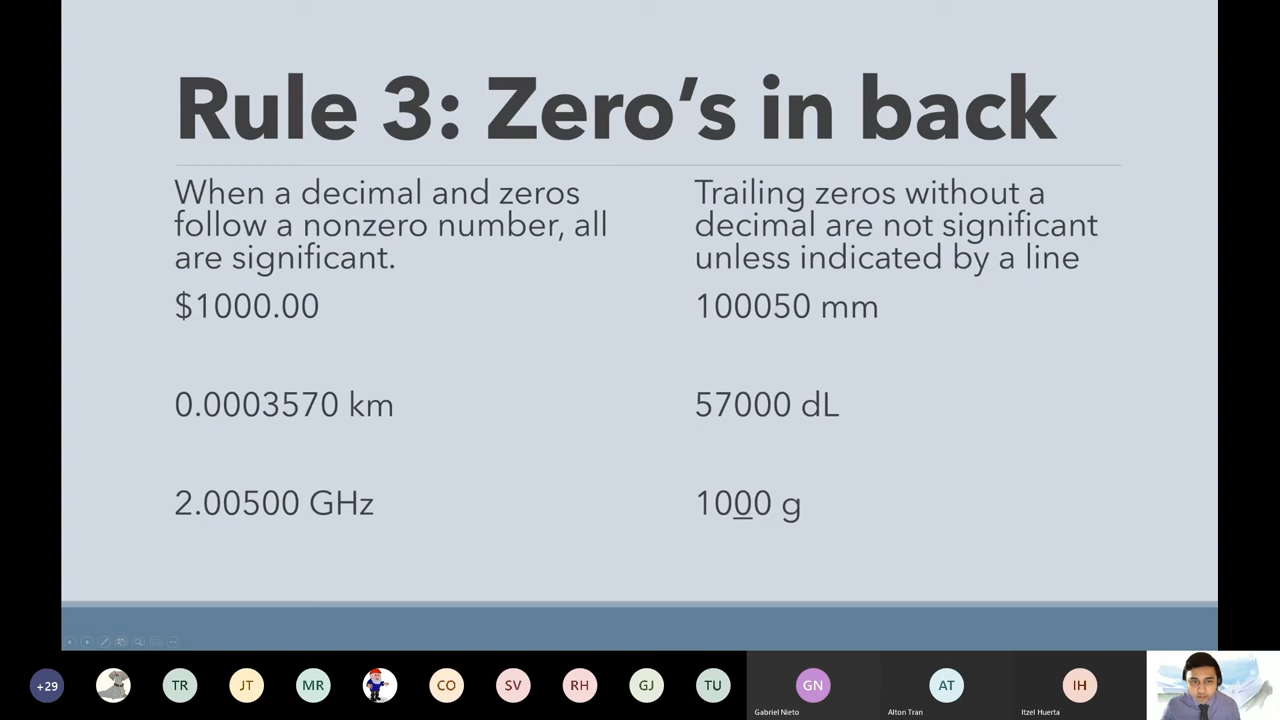 Rule 3: Zero’s in back
When a decimal and zeros
follow a nonzero number, all
are significant.
$1000.00
0.0003570 km
2.00500 GHz
Trailing zeros without a
decimal are not significant
unless indicated by a line
100050 mm
57000 dL
1000 g
+29
TR
JT
MR
CO
SV
RH
GJ
TU
GN
Gabriel Nieto
AT
Alton Tran
IH
Itzel Huerta